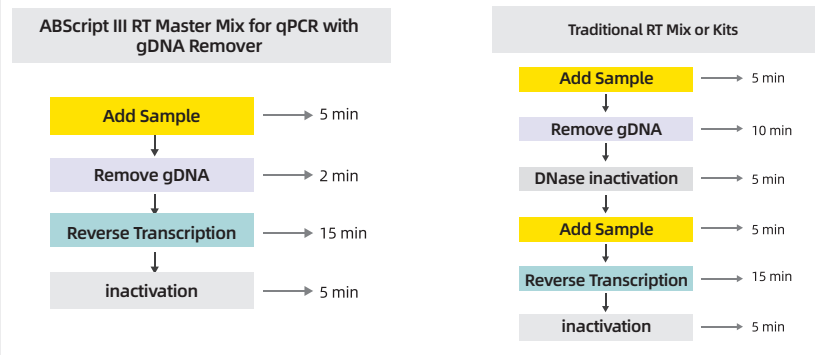 ABScript III RT Master Mix for qPCR with
gDNA Remover
Add Sample 5 min
Remove gDNA 2 min
Reverse Transcription 15 min
inactivation 5 min
Traditional RT Mix or Kits
Add Sample 5 min
Remove gDNA 10 min
DNase inactivation 5 min
Add Sample 5 min
Reverse Transcription 15 min
inactivation 5 min